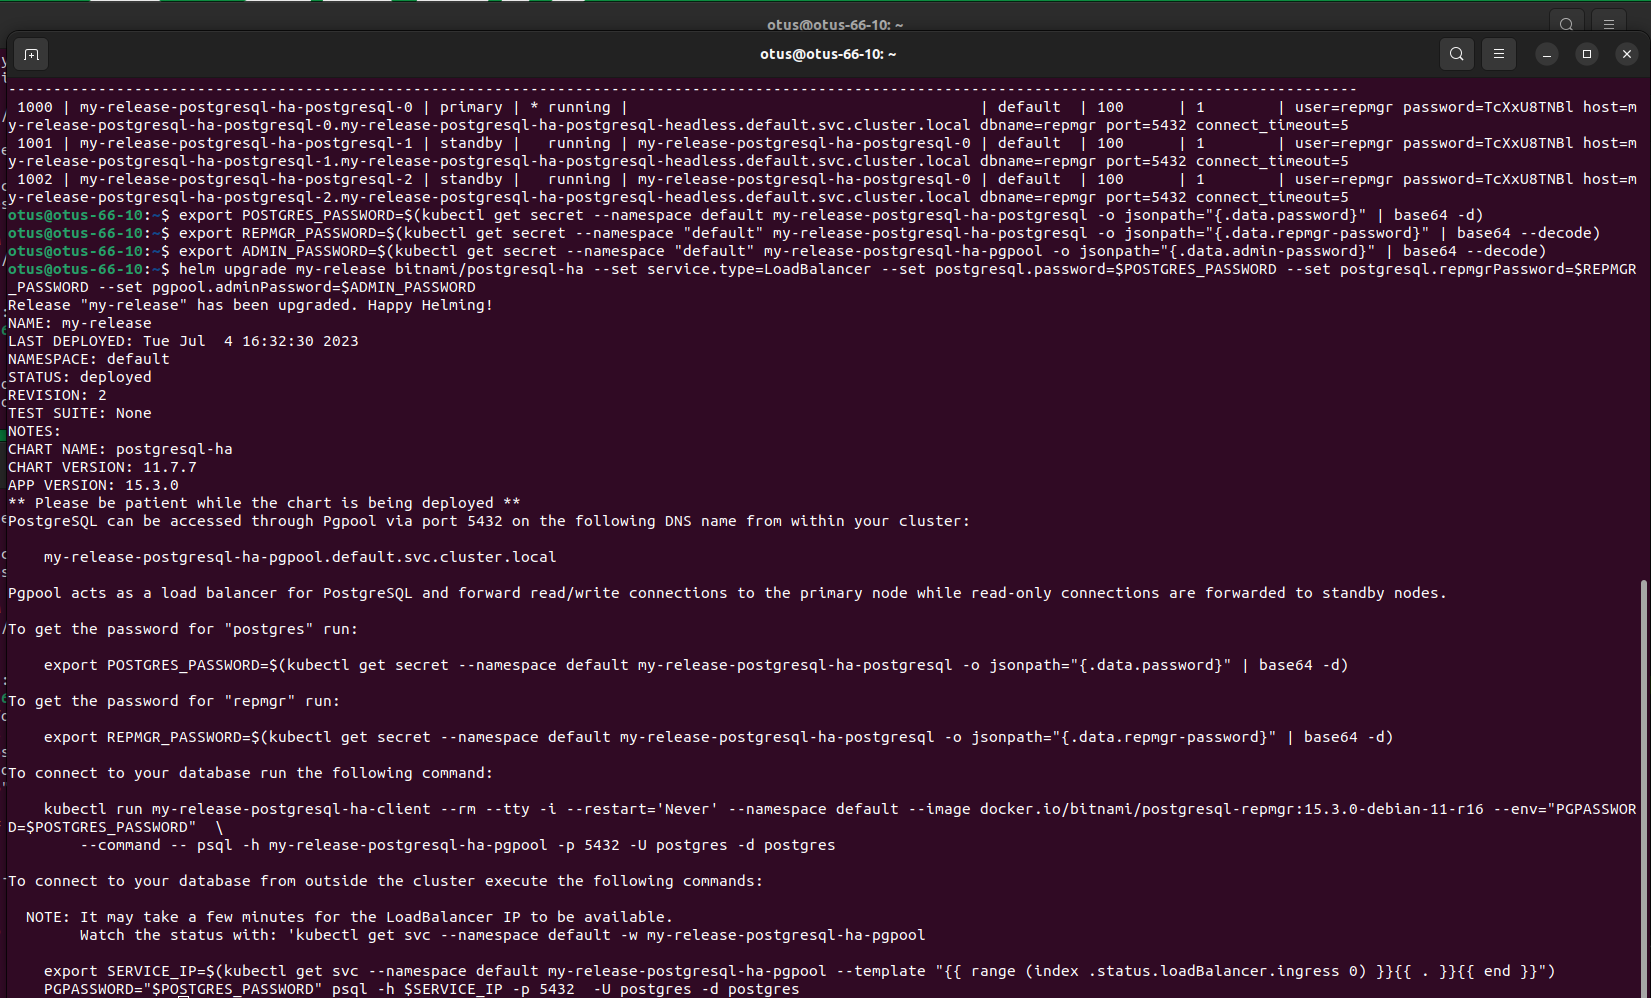 otus@otus-66-10: ~
otus@otus-66-10: ~
------------------------------------------------------------------------------------------------------------------------------------------------------
 1000 | my-release-postgresql-ha-postgresql-0 | primary | * running |                                       | default  | 100      | 1        | user=repmgr password=TcXxU8TNBl host=m
y-release-postgresql-ha-postgresql-0.my-release-postgresql-ha-postgresql-headless.default.svc.cluster.local dbname=repmgr port=5432 connect_timeout=5
 1001 | my-release-postgresql-ha-postgresql-1 | standby |   running | my-release-postgresql-ha-postgresql-0 | default  | 100      | 1        | user=repmgr password=TcXxU8TNBl host=m
y-release-postgresql-ha-postgresql-1.my-release-postgresql-ha-postgresql-headless.default.svc.cluster.local dbname=repmgr port=5432 connect_timeout=5
 1002 | my-release-postgresql-ha-postgresql-2 | standby |   running | my-release-postgresql-ha-postgresql-0 | default  | 100      | 1        | user=repmgr password=TcXxU8TNBl host=m
y-release-postgresql-ha-postgresql-2.my-release-postgresql-ha-postgresql-headless.default.svc.cluster.local dbname=repmgr port=5432 connect_timeout=5
otus@otus-66-10:~$ export POSTGRES_PASSWORD=$(kubectl get secret --namespace default my-release-postgresql-ha-postgresql -o jsonpath="{.data.password}" | base64 -d)
otus@otus-66-10:~$ export REPMGR_PASSWORD=$(kubectl get secret --namespace "default" my-release-postgresql-ha-postgresql -o jsonpath="{.data.repmgr-password}" | base64 --decode)
otus@otus-66-10:~$ export ADMIN_PASSWORD=$(kubectl get secret --namespace "default" my-release-postgresql-ha-pgpool -o jsonpath="{.data.admin-password}" | base64 --decode)
otus@otus-66-10:~$ helm upgrade my-release bitnami/postgresql-ha --set service.type=LoadBalancer --set postgresql.password=$POSTGRES_PASSWORD --set postgresql.repmgrPassword=$REPMGR
_PASSWORD --set pgpool.adminPassword=$ADMIN_PASSWORD
Release "my-release" has been upgraded. Happy Helming!
NAME: my-release
LAST DEPLOYED: Tue Jul  4 16:32:30 2023
NAMESPACE: default
STATUS: deployed
REVISION: 2
TEST SUITE: None
NOTES:
CHART NAME: postgresql-ha
CHART VERSION: 11.7.7
APP VERSION: 15.3.0
** Please be patient while the chart is being deployed **
PostgreSQL can be accessed through Pgpool via port 5432 on the following DNS name from within your cluster:
    my-release-postgresql-ha-pgpool.default.svc.cluster.local
Pgpool acts as a load balancer for PostgreSQL and forward read/write connections to the primary node while read-only connections are forwarded to standby nodes.
To get the password for "postgres" run:
    export POSTGRES_PASSWORD=$(kubectl get secret --namespace default my-release-postgresql-ha-postgresql -o jsonpath="{.data.password}" | base64 -d)
To get the password for "repmgr" run:
    export REPMGR_PASSWORD=$(kubectl get secret --namespace default my-release-postgresql-ha-postgresql -o jsonpath="{.data.repmgr-password}" | base64 -d)
To connect to your database run the following command:
    kubectl run my-release-postgresql-ha-client --rm --tty -i --restart='Never' --namespace default --image docker.io/bitnami/postgresql-repmgr:15.3.0-debian-11-r16 --env="PGPASSWOR
D=$POSTGRES_PASSWORD"  \
        --command -- psql -h my-release-postgresql-ha-pgpool -p 5432 -U postgres -d postgres
To connect to your database from outside the cluster execute the following commands:
  NOTE: It may take a few minutes for the LoadBalancer IP to be available.
        Watch the status with: 'kubectl get svc --namespace default -w my-release-postgresql-ha-pgpool
    export SERVICE_IP=$(kubectl get svc --namespace default my-release-postgresql-ha-pgpool --template "{{ range (index .status.loadBalancer.ingress 0) }}{{ . }}{{ end }}")
    PGPASSWORD="$POSTGRES_PASSWORD" psql -h $SERVICE_IP -p 5432  -U postgres -d postgres